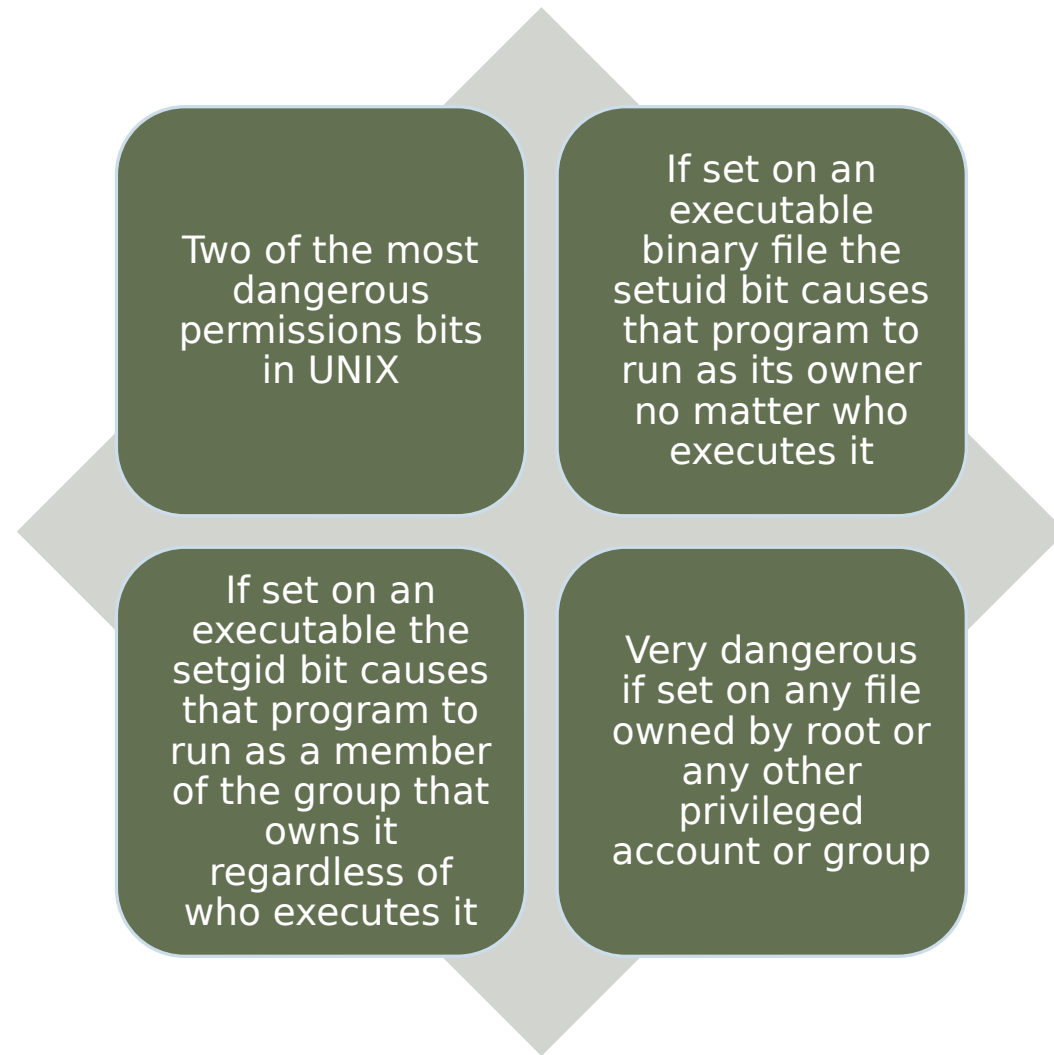 Two of the most
dangerous
permissions bits
in UNIX
If set on an
executable
binary file the
setuid bit causes
that program to
run as its owner
no matter who
executes it
If set on an
executable the
setgid bit causes
that program to
run as a member
of the group that
owns it
regardless of
who executes it
Very dangerous
if set on any file
owned by root or
any other
privileged
account or group